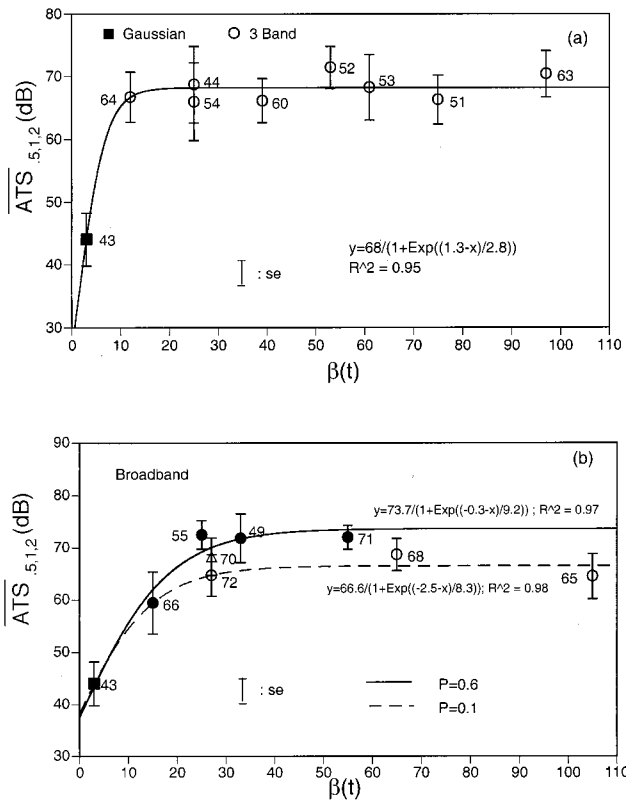 80
■ Gaussian ○ 3 Band
(a)
70
64
44
54
60
52
53
51
63
60
50
43
y=68/(1+Exp((1.3-x)/2.8))
R^2 = 0.95
: se
40
30
0 10 20 30 40 50 60 70 80 90 100 110
ATS .5,1,2 (dB)
β(t)
90
Broadband
(b)
80
y=73.7/(1+Exp((-0.3-x)/9.2)) ; R^2 = 0.97
55
49
71
70
70
68
72
65
y=66.6/(1+Exp((-2.5-x)/8.3)); R^2 = 0.98
60
66
50
43
: se
P=0.6
P=0.1
40
30
0 10 20 30 40 50 60 70 80 90 100 110
ATS .5,1,2 (dB)
β(t)